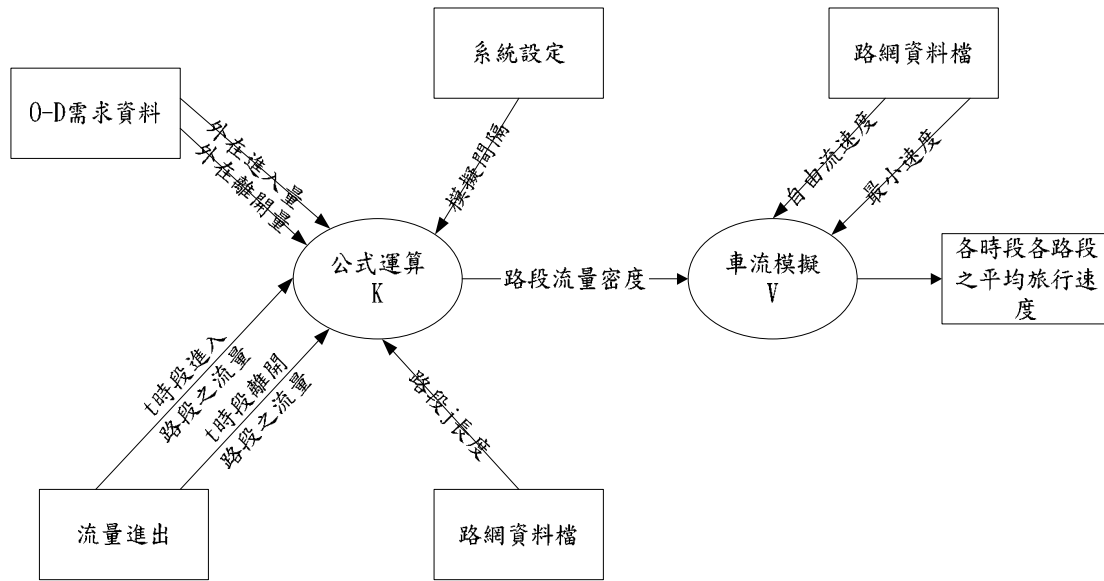 系統設定
路網資料檔
O-D需求資料
外在進入量
外在離開量
模擬間隔
自由流速度
最小速度
公式運算
K
路段流量密度
車流模擬
V
各時段各路段
之平均旅行速
度
t時段進入
路段之流量
t時段離開
路段之流量
路段j長度
流量進出
路網資料檔